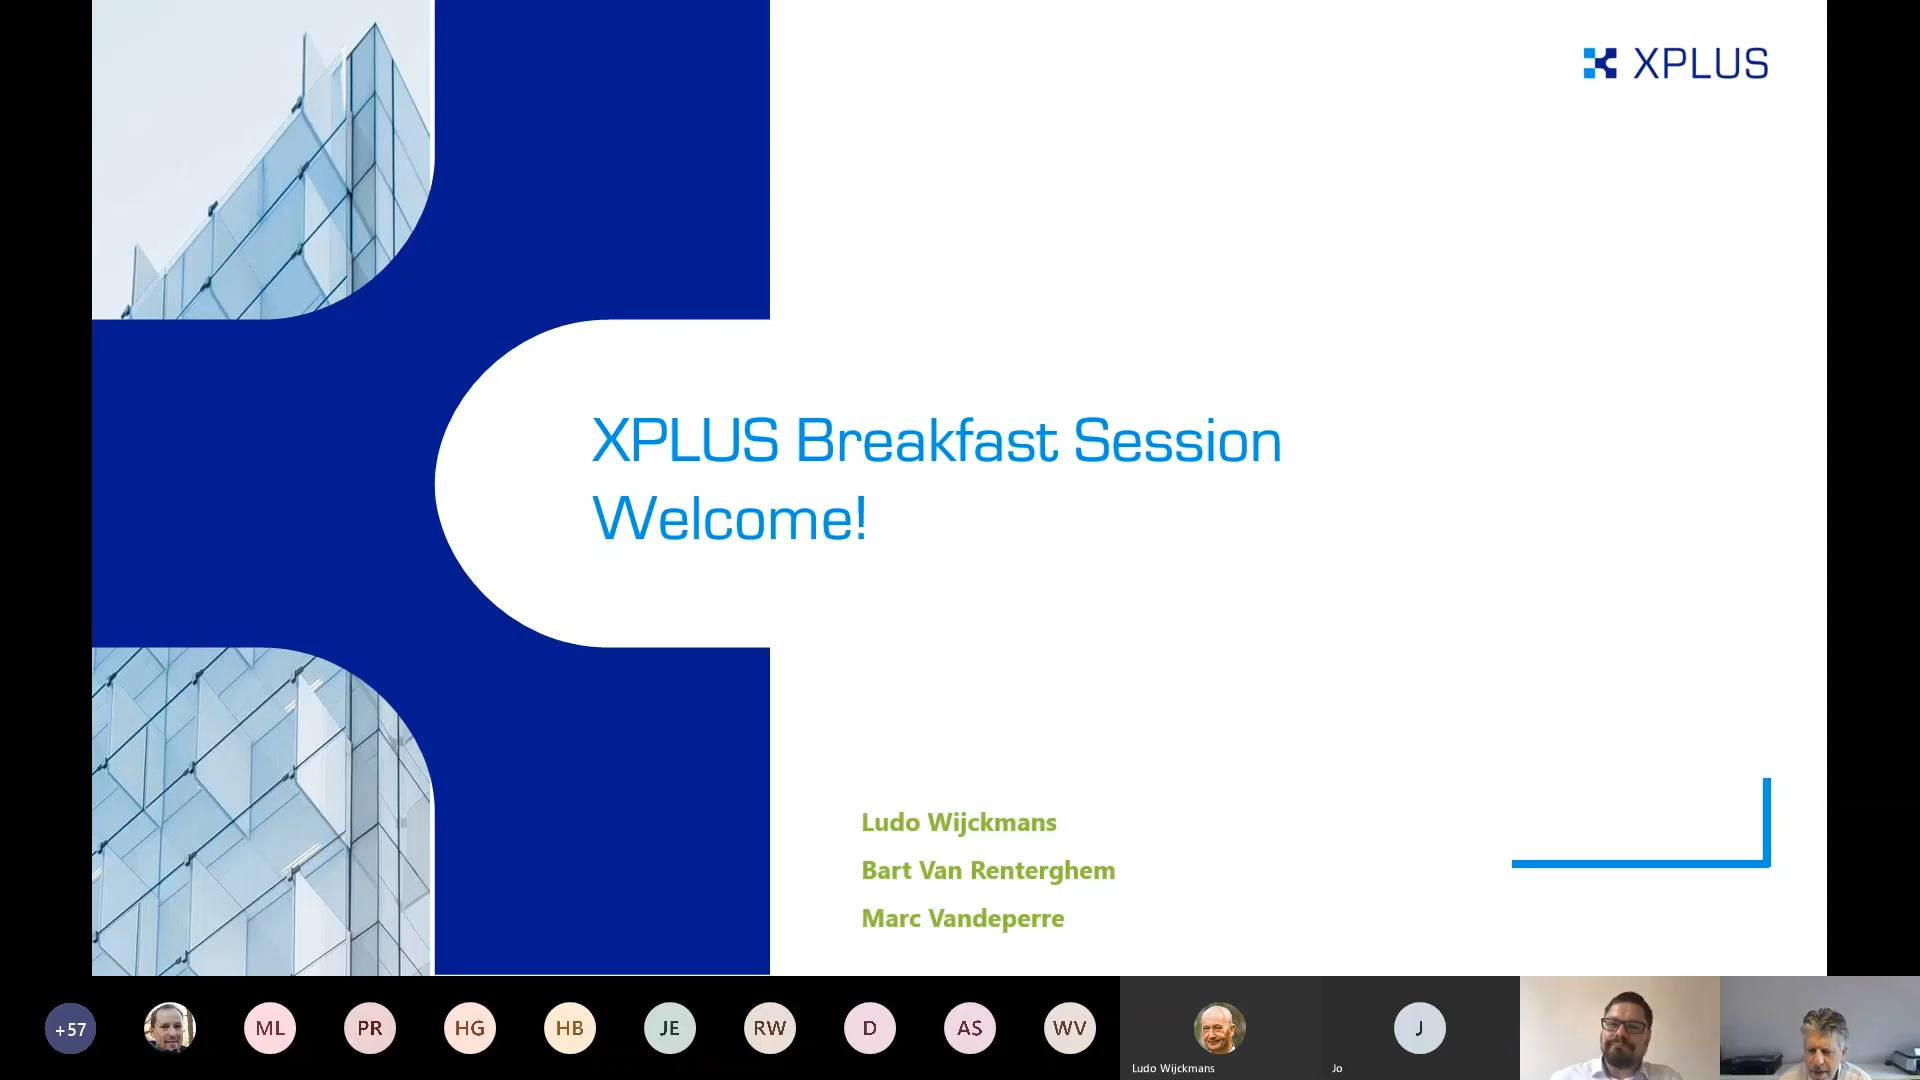 XPLUS
XPLUS Breakfast Session
Welcome!
Ludo Wijckmans
Bart Van Renterghem
Marc Vandeperre
+57
ML
PR
HG
HB
JE
RW
D
AS
WV
J
Ludo Wijckmans
Jo